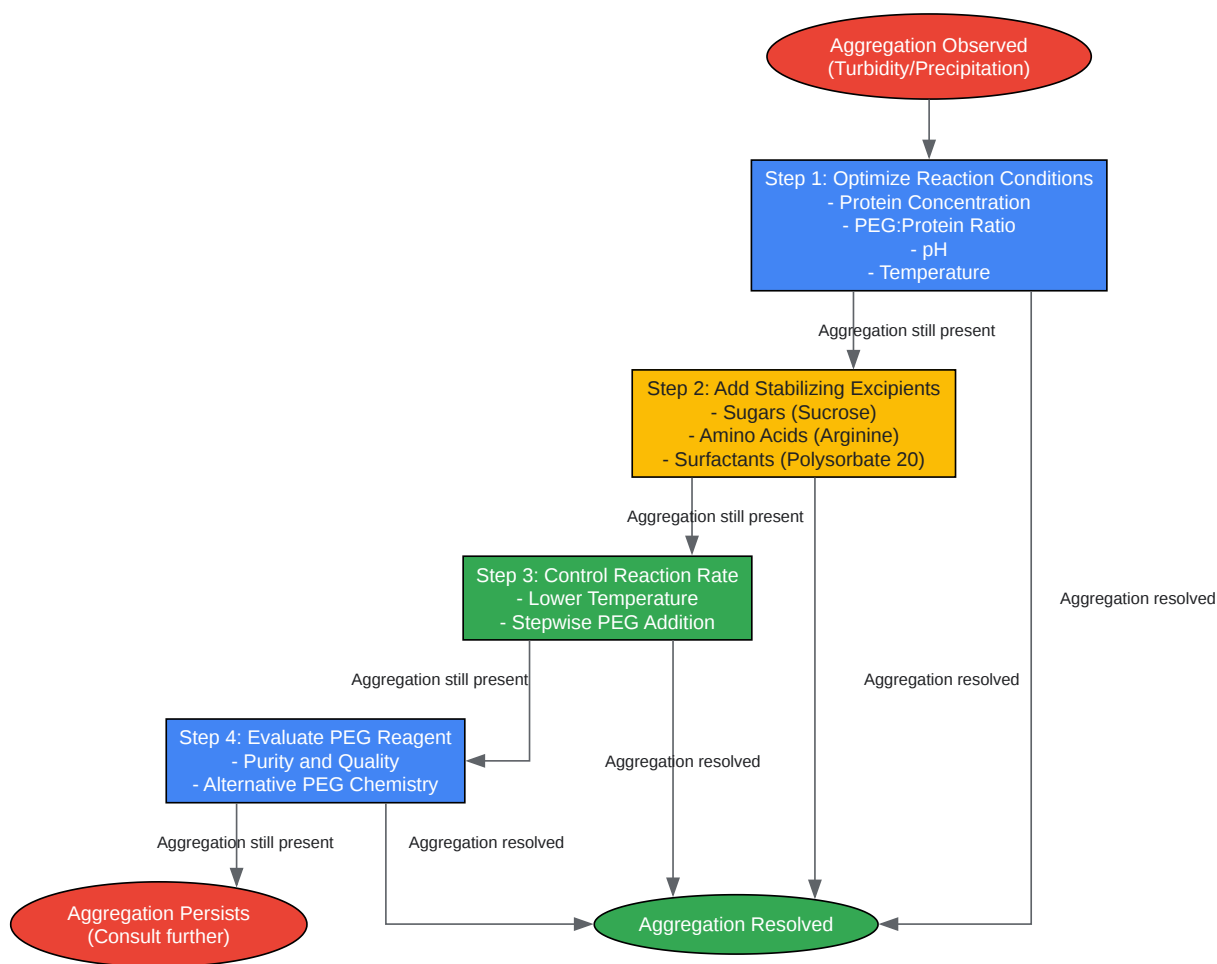 Aggregation Observed
(Turbidity/Precipitation)
Step 1: Optimize Reaction Conditions
- Protein Concentration
- PEG:Protein Ratio
- pH
- Temperature
Aggregation still present
Step 2: Add Stabilizing Excipients
- Sugars (Sucrose)
- Amino Acids (Arginine)
- Surfactants (Polysorbate 20)
Aggregation still present
Step 3: Control Reaction Rate
- Lower Temperature
- Stepwise PEG Addition
Aggregation resolved
Aggregation still present
Aggregation resolved
Step 4: Evaluate PEG Reagent
- Purity and Quality
- Alternative PEG Chemistry
Aggregation resolved
Aggregation still present
Aggregation resolved
Aggregation Persists
(Consult further)
Aggregation Resolved